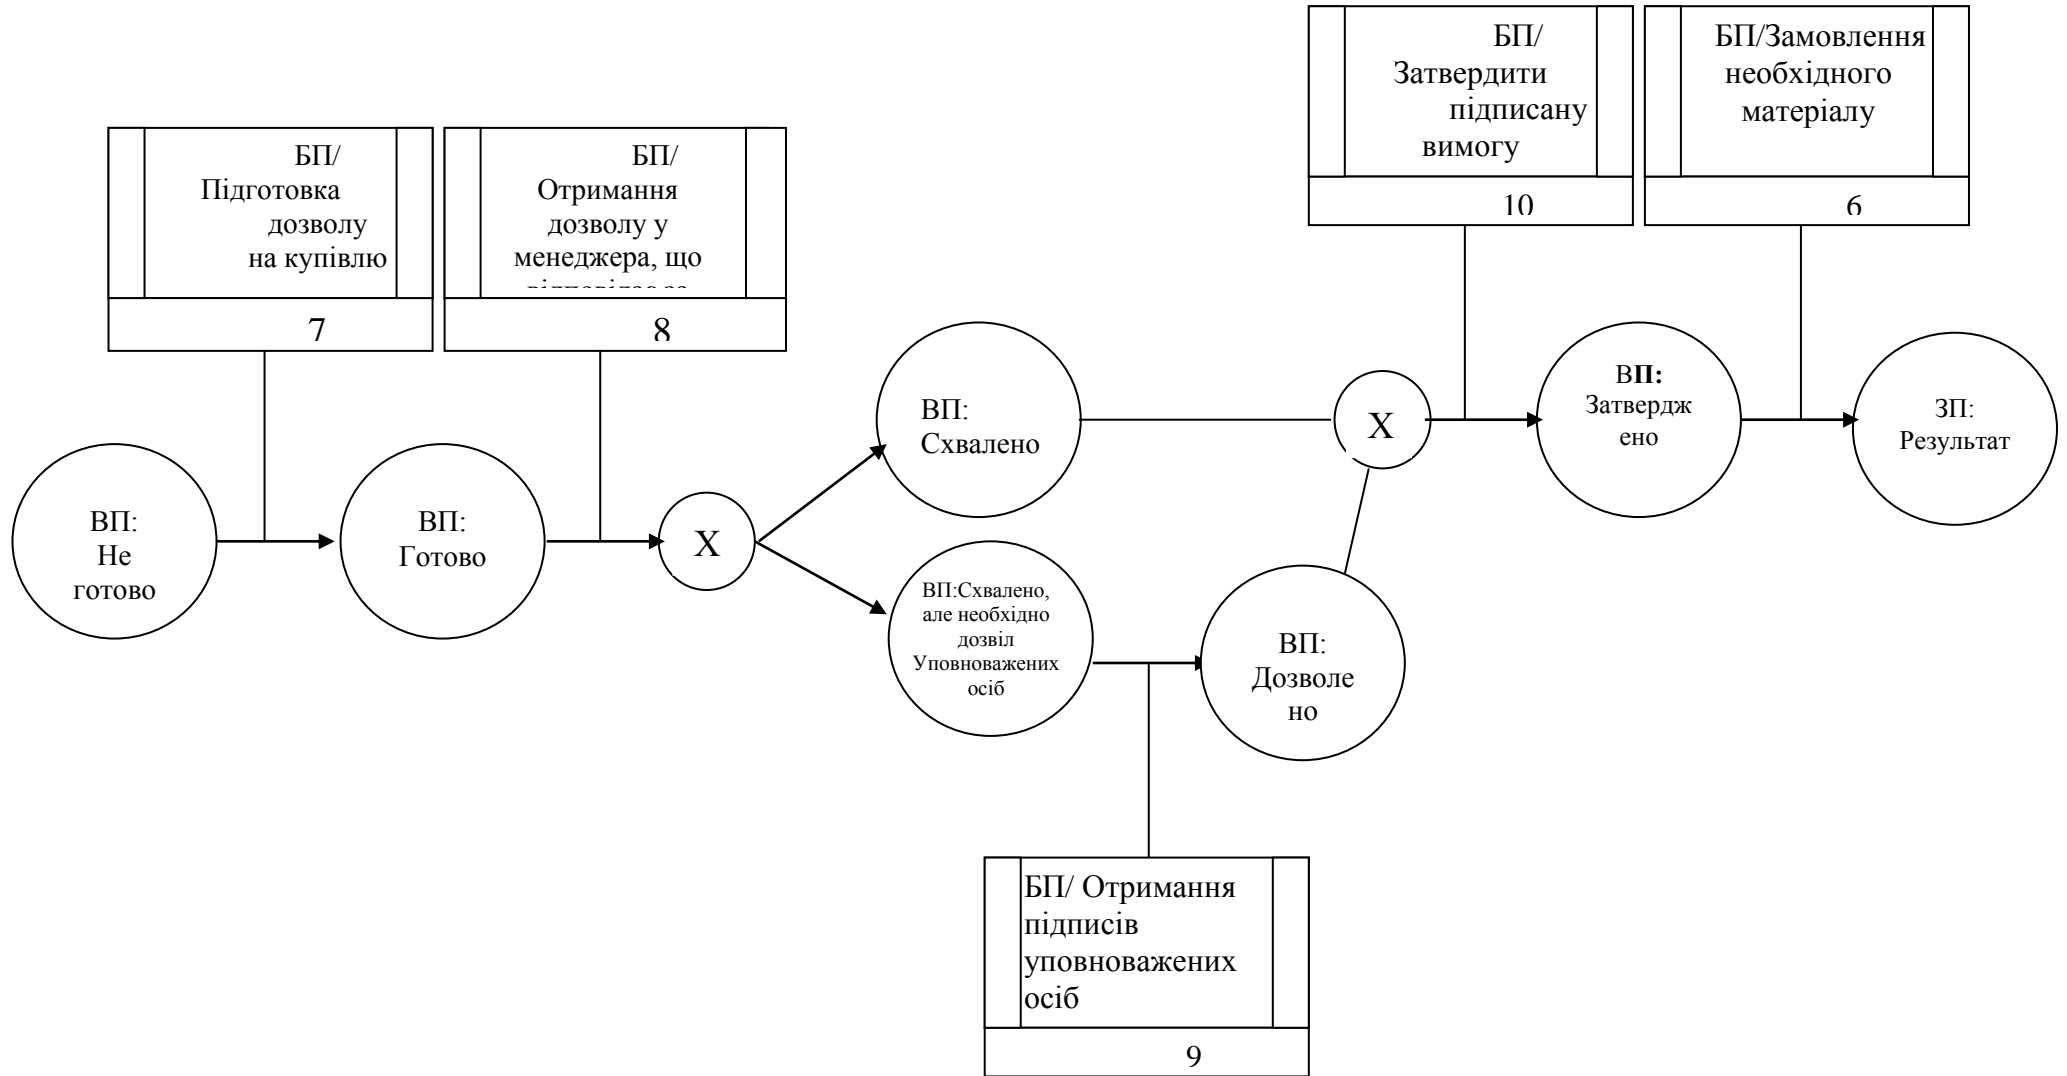 БП/
Затвердити
підписану
вимогу
10
БП/Замовлення
необхідного
матеріалу
6
БП/
Підготовка
дозволу
на купівлю
7
БП/
Отримання
дозволу у
менеджера, що
відповідає за
8
ВП:
Не
готово
ВП:
Готово
X
ВП:
Схвалено
ВП:Схвалено,
але необхідно
дозвіл
Уповноважених
осіб
ВП:
Дозволе
но
X
ВП:
Затвердж
ено
ЗП:
Результат
БП/ Отримання
підписів
уповноважених
осіб
9